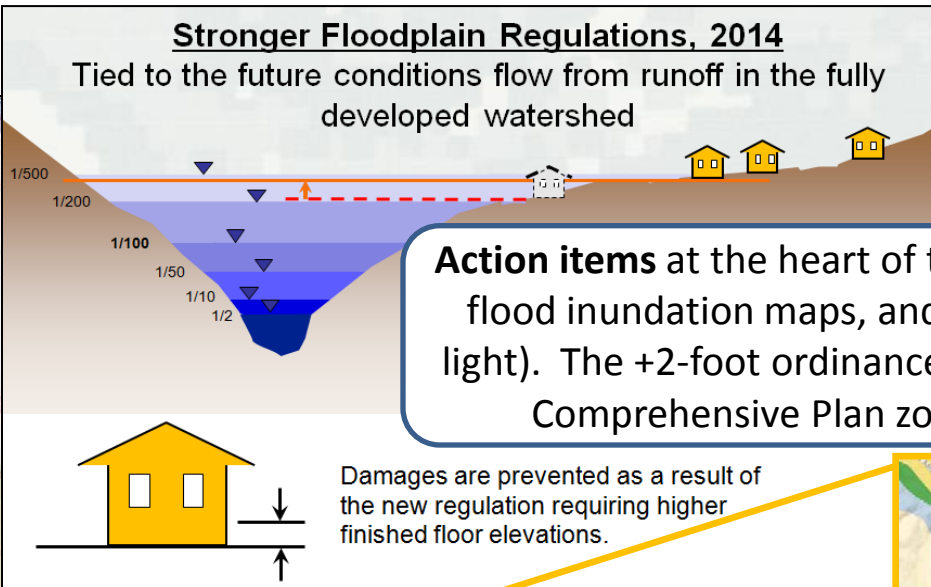 Stronger Floodplain Regulations, 2014
Tied to the future conditions flow from runoff in the fully
developed watershed
1/500
1/200
1/100
1/50
1/10
1/2
Action items at the heart of t
flood inundation maps, and
light). The +2-foot ordinance
Comprehensive Plan zo
Damages are prevented as a result of
the new regulation requiring higher
finished floor elevations.